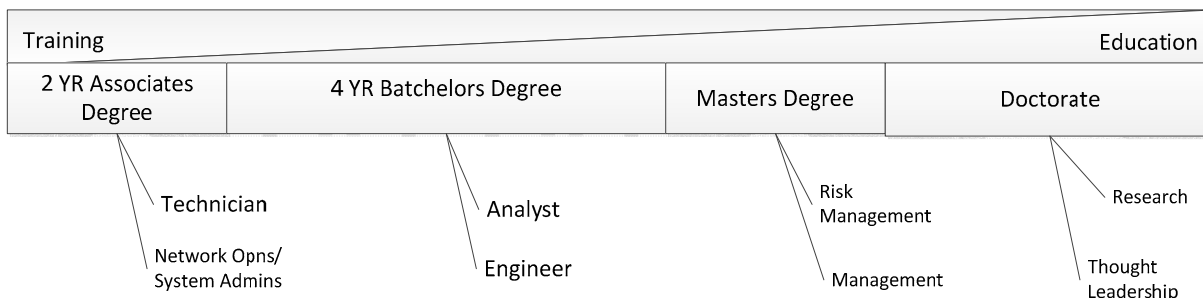 Training
Education
2 YR Associates
Degree
4 YR Batchelors Degree
Masters Degree
Doctorate
Technician
Network Opns/
System Admins
Analyst
Engineer
Risk
Management
Management
Research
Thought
Leadership